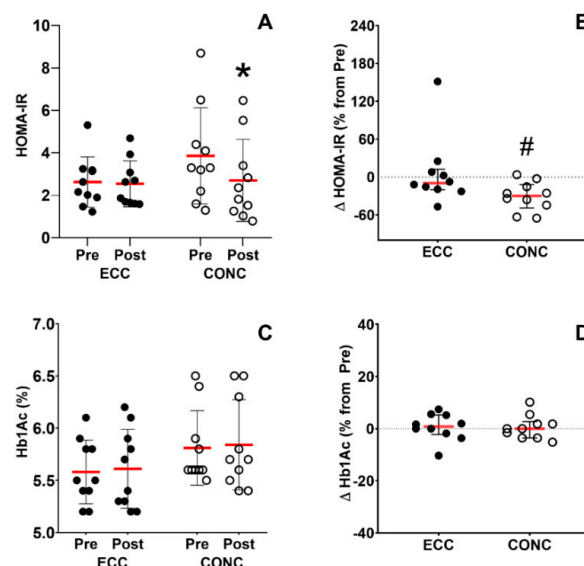 A
HOMA-IR
10
8
6
4
2
0
*
Pre Post Pre Post
ECC CONC
Δ HOMA-IR (% from Pre)
240
180
120
60
0
-60
#
ECC CONC
C
Hb1Ac (%)
7.0
6.5
6.0
5.5
5.0
Pre Post Pre Post
ECC CONC
Δ Hb1Ac (% from Pre)
40
20
0
-20
-40
ECC CONC